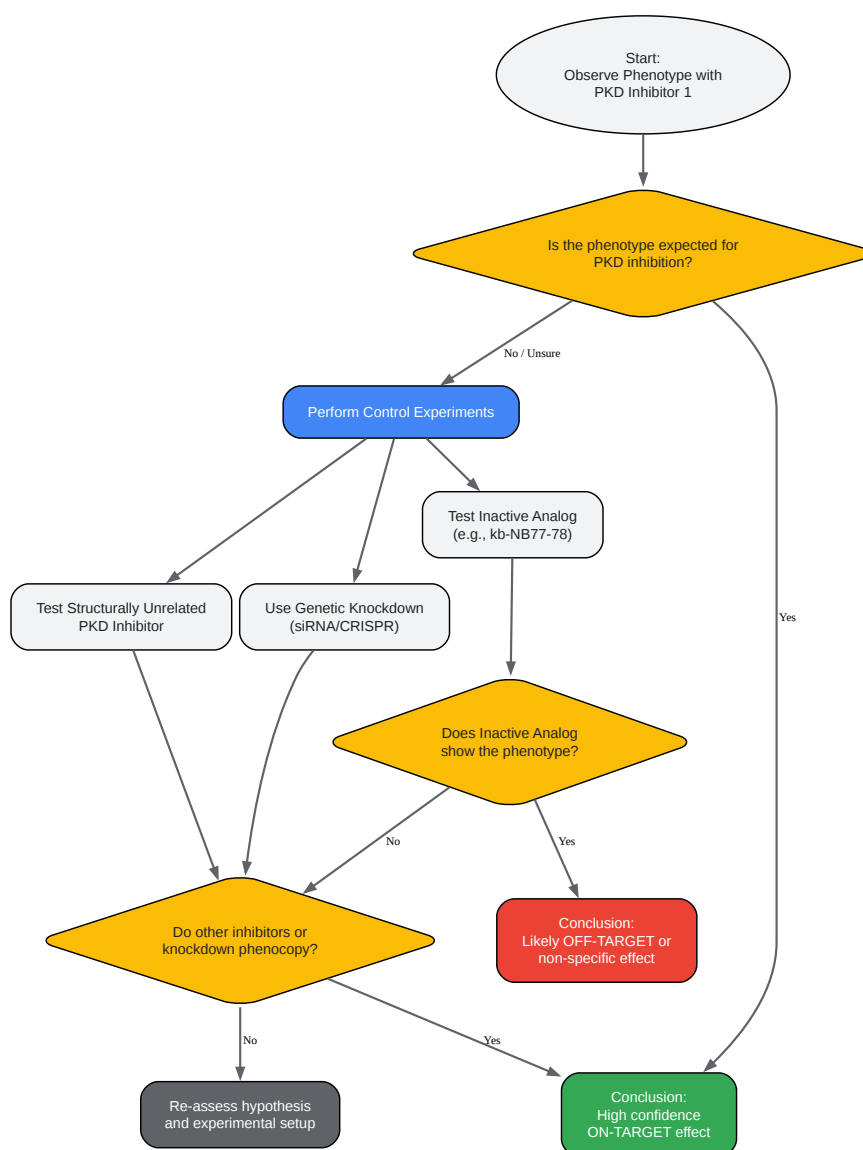 Start:
Observe Phenotype with
PKD Inhibitor 1
Is the phenotype expected for
PKD inhibition?
No / Unsure
Perform Control Experiments
Test Inactive Analog
(e.g., kb-NB77-78)
Test Structurally Unrelated
PKD Inhibitor
Use Genetic Knockdown
(siRNA/CRISPR)
Yes
Does Inactive Analog
show the phenotype?
No
Yes
Do other inhibitors or
knockdown phenocopy?
Conclusion:
Likely OFF-TARGET or
non-specific effect
No
Yes
Re-assess hypothesis
and experimental setup
Conclusion:
High confidence
ON-TARGET effect